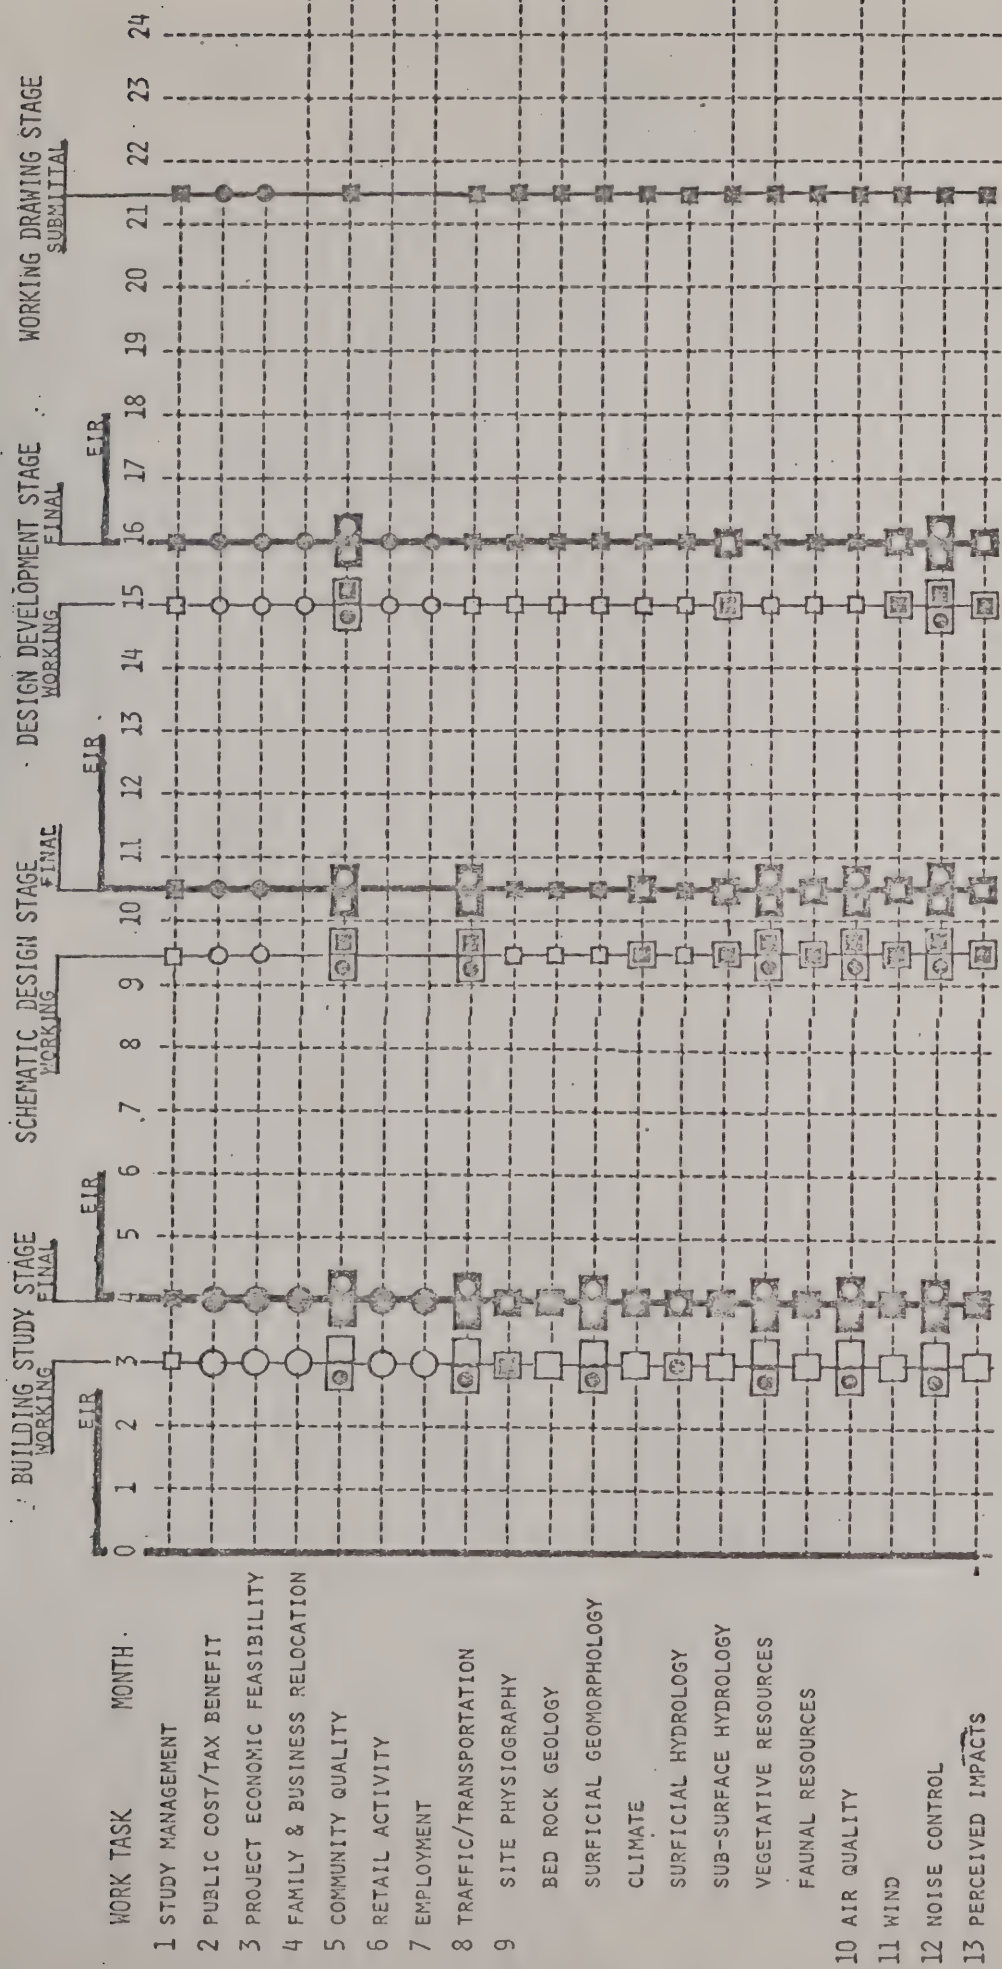 BUILDING STUDY STAGE
WORKING FINAL
SCHEMATIC DESIGN STAGE
WORKING FINAL
DESIGN DEVELOPMENT STAGE
WORKING FINAL
WORKING DRAWING STAGE
SUBMITTAL
EIR
EIR
EIR
EIR
WORK TASK MONTH 0 1 2 3 4 5 6 7 8 9 10 11 12 13 14 15 16 17 18 19 20 21 22 23 24
1 STUDY MANAGEMENT
2 PUBLIC COST/TAX BENEFIT
3 PROJECT ECONOMIC FEASIBILITY
4 FAMILY & BUSINESS RELOCATION
5 COMMUNITY QUALITY
6 RETAIL ACTIVITY
7 EMPLOYMENT
8 TRAFFIC/TRANSPORTATION
9 SITE PHYSIOGRAPHY
BED ROCK GEOLOGY
SURFICIAL GEOMORPHOLOGY
CLIMATE
SURFICIAL HYDROLOGY
SUB-SURFACE HYDROLOGY
VEGETATIVE RESOURCES
FAUNAL RESOURCES
10 AIR QUALITY
11 WIND
12 NOISE CONTROL
13 PERCEIVED IMPACTS